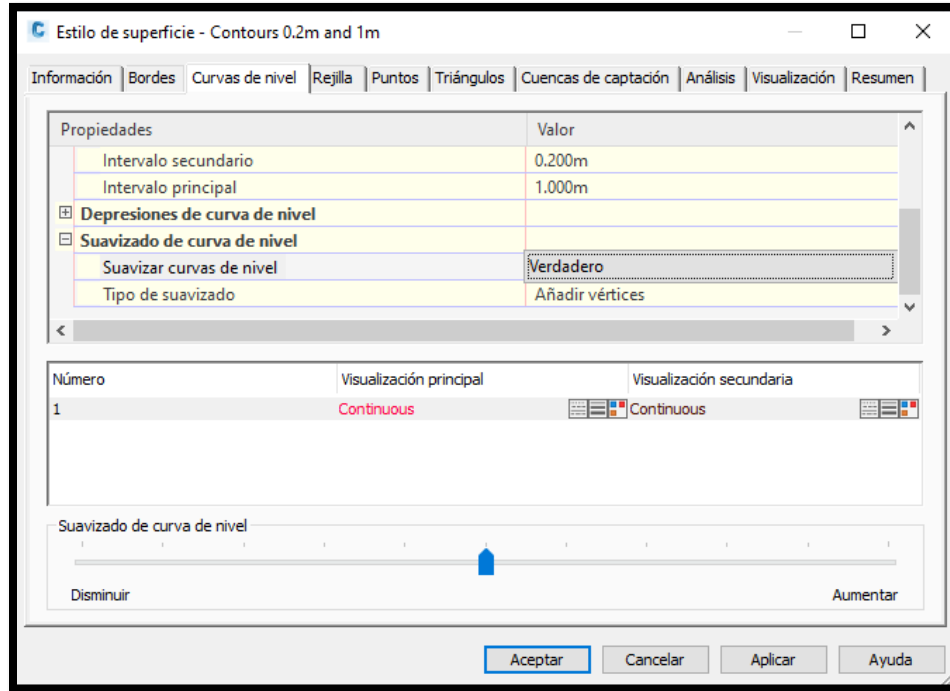 Estilo de superficie - Contours 0.2m and 1m
Información Bordes Curvas de nivel Rejilla Puntos Triángulos Cuencas de captación Análisis Visualización Resumen
Propiedades Valor
Intervalo secundario 0.200m
Intervalo principal 1.000m
Depresiones de curva de nivel
Suavizado de curva de nivel
Suavizar curvas de nivel Verdadero
Tipo de suavizado Añadir vértices
Número Visualización principal Visualización secundaria
1 Continuous Continuous
Suavizado de curva de nivel
Disminuir Aumentar
Aceptar Cancelar Aplicar Ayuda